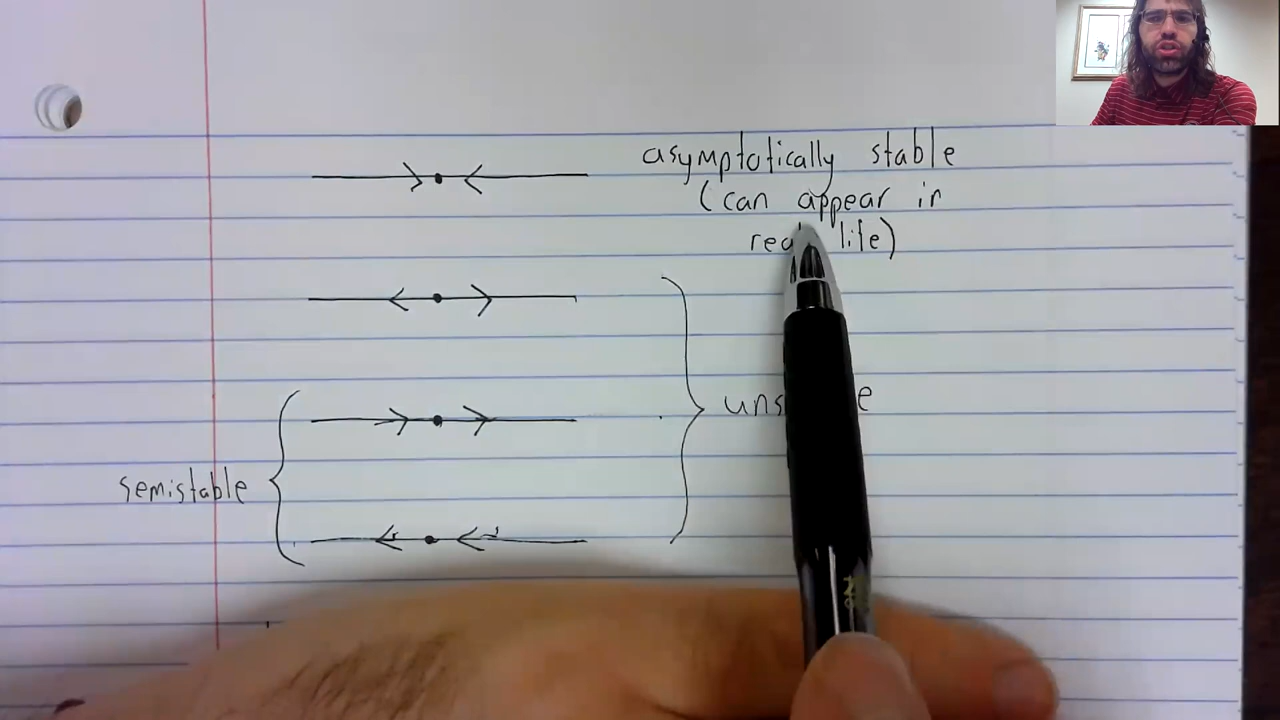 asymptotically stable
(can appear in
life)
semistable